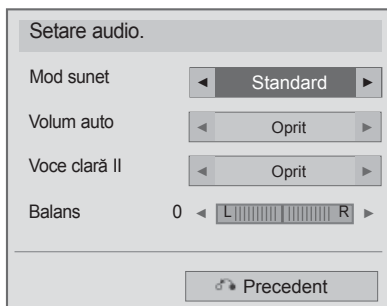 Setare audio.
Mod sunet ◄ Standard ►
Volum auto ◄ Oprit ►
Voce clară II ◄ Oprit ►
Balans 0 ◄ L R ►
Precedent